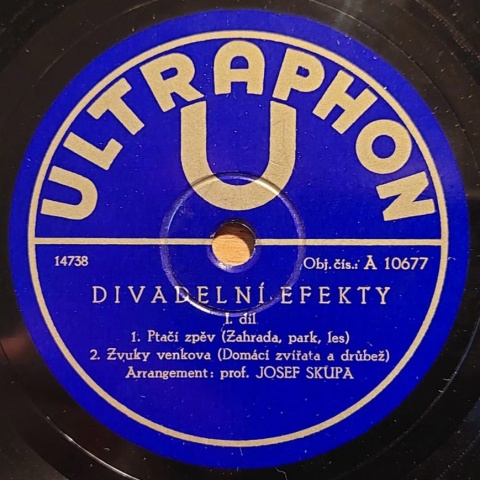 ULTRAPHON
U
14738 Obj. čís.: A 10677
DIVADELNÍ EFEKTY
I. díl
1. Ptačí zpěv (Zahrada, park, les)
2. Zvuky venkova (Domácí zvířata a drůbež)
Arrangement: prof. JOSEF SKUPA